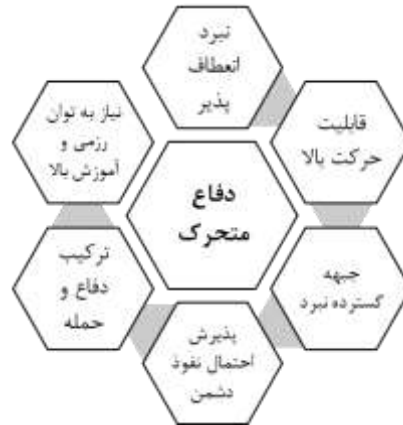 نبرد
انعطاف
پذیر
قابلیت
حرکت بالا
جبهه
گسترده نبرد
پذیرش
احتمال نفوذ
دشمن
ترکیب
دفاع و
حمله
نیاز به توان
رزمی و
آموزش بالا
دفاع
متحرک